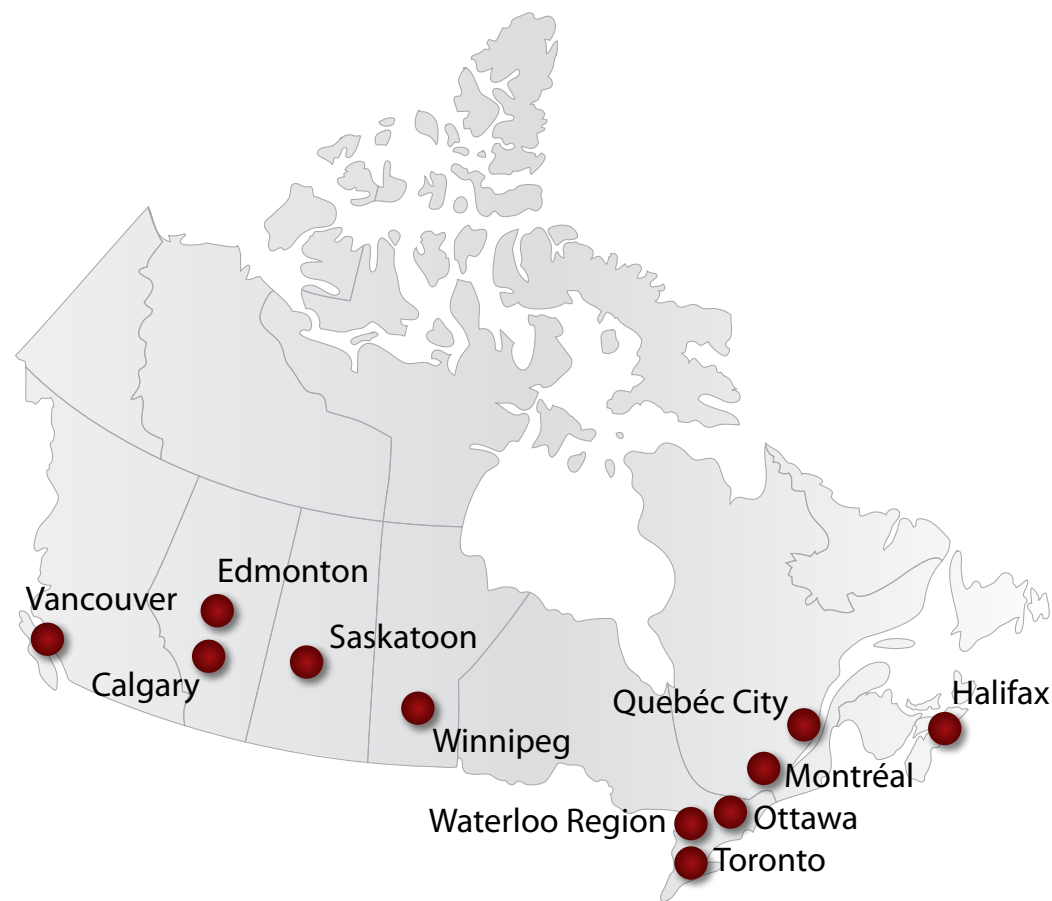 Edmonton
Vancouver
Saskatoon
Calgary
Halifax
Quebéc City
Winnipeg
Montréal
Waterloo Region
Ottawa
Toronto